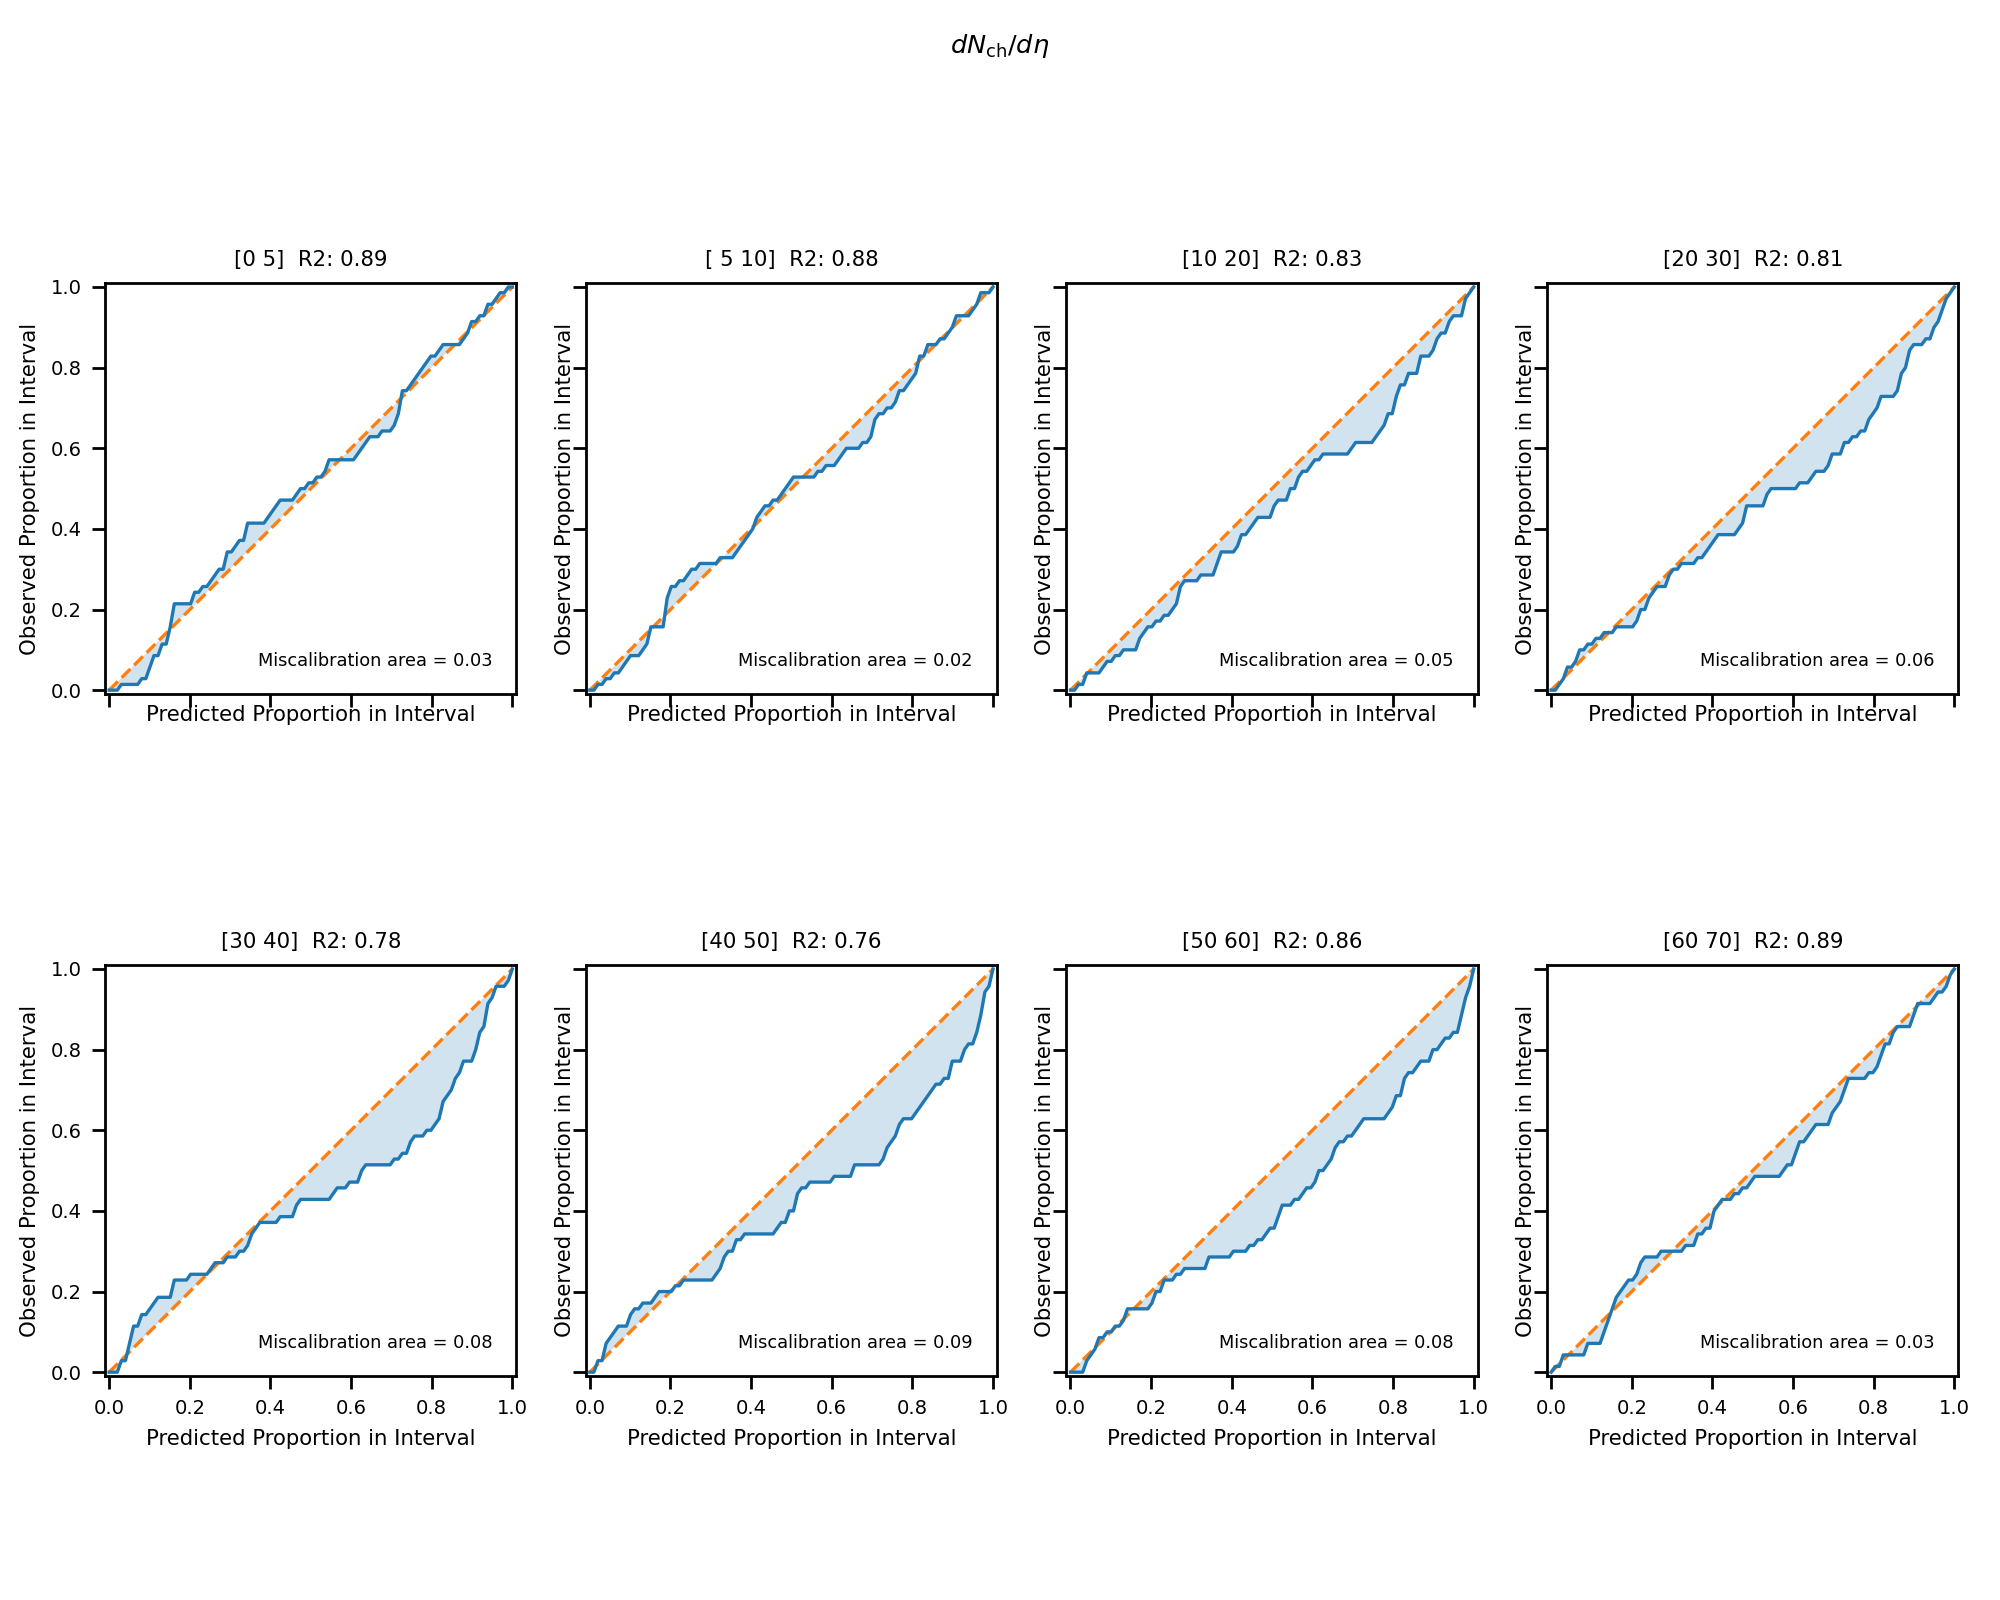 dN_ch/dη
[0 5]  R2: 0.89
[ 5 10]  R2: 0.88
[10 20]  R2: 0.83
[20 30]  R2: 0.81
Observed Proportion in Interval
1.0
0.8
0.6
0.4
0.2
0.0
Miscalibration area = 0.03
Predicted Proportion in Interval
Observed Proportion in Interval
Miscalibration area = 0.02
Predicted Proportion in Interval
Observed Proportion in Interval
Miscalibration area = 0.05
Predicted Proportion in Interval
Observed Proportion in Interval
Miscalibration area = 0.06
Predicted Proportion in Interval
[30 40]  R2: 0.78
[40 50]  R2: 0.76
[50 60]  R2: 0.86
[60 70]  R2: 0.89
Observed Proportion in Interval
1.0
0.8
0.6
0.4
0.2
0.0
Miscalibration area = 0.08
0.0 0.2 0.4 0.6 0.8 1.0
Predicted Proportion in Interval
Observed Proportion in Interval
Miscalibration area = 0.09
0.0 0.2 0.4 0.6 0.8 1.0
Predicted Proportion in Interval
Observed Proportion in Interval
Miscalibration area = 0.08
0.0 0.2 0.4 0.6 0.8 1.0
Predicted Proportion in Interval
Observed Proportion in Interval
Miscalibration area = 0.03
0.0 0.2 0.4 0.6 0.8 1.0
Predicted Proportion in Interval